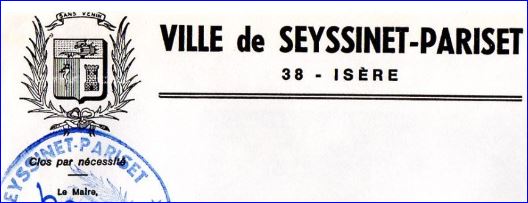 SANS VENIN
VILLE de SEYSSINET-PARISET
38 - ISÈRE
Clos par nécessité
SEYSSINET-PARISET
Le Maire,